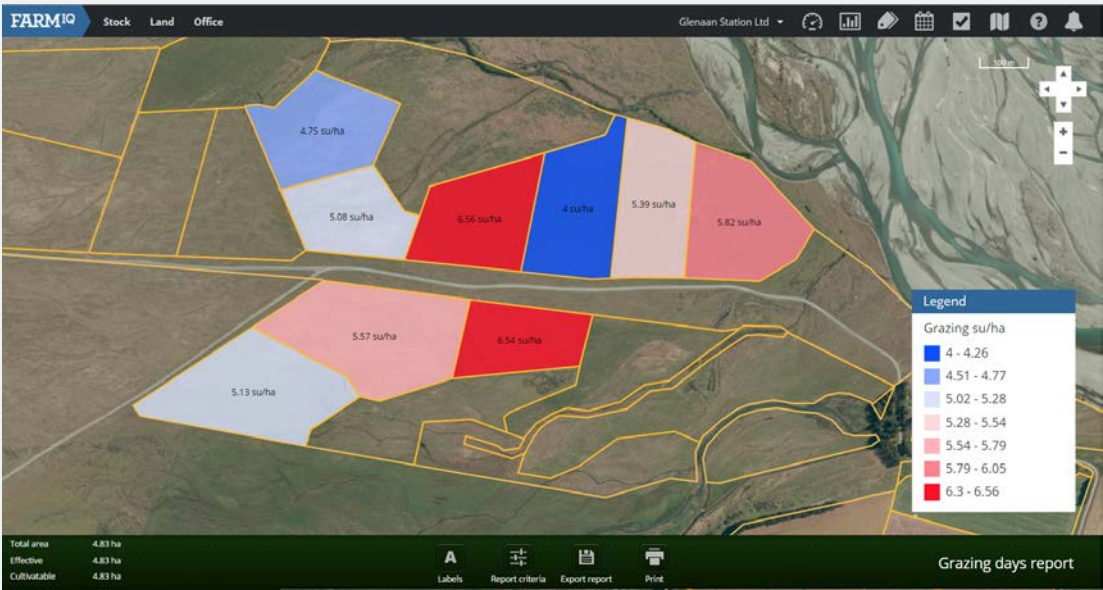 FARMIQ Stock Land Office Glenaan Station Ltd
100 m
4.75 su/ha
5.08 su/ha
6.56 su/ha
4 su/ha
5.39 su/ha
5.82 su/ha
5.57 su/ha
6.54 su/ha
5.13 su/ha
+
-
Legend
Grazing su/ha
4 - 4.26
4.51 - 4.77
5.02 - 5.28
5.28 - 5.54
5.54 - 5.79
5.79 - 6.05
6.3 - 6.56
Total area 4.83 ha
Effective 4.83 ha
Cultivatable 4.83 ha
A
Labels Report criteria Export report Print
Grazing days report